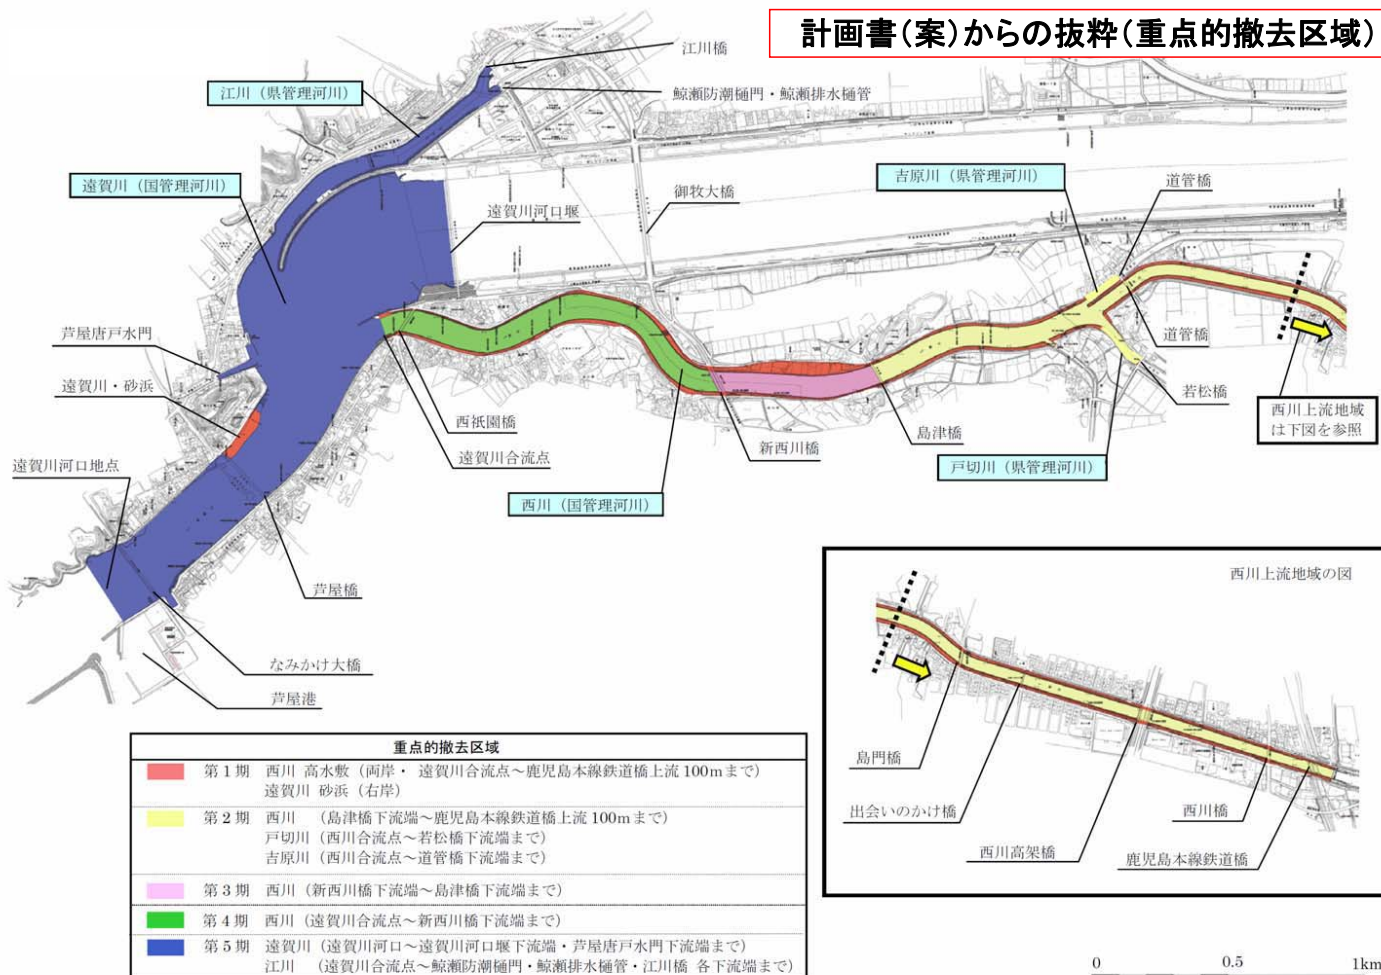 計画書（案）からの抜粋（重点的撤去区域）
江川橋
江川（県管理河川）
鯨瀬防潮樋門・鯨瀬排水樋管
遠賀川（国管理河川）
吉原川（県管理河川）
道管橋
御牧大橋
遠賀川河口堰
芦屋唐戸水門
道管橋
遠賀川・砂浜
若松橋
西祇園橋
島津橋
西川上流地域
は下図を参照
新西川橋
遠賀川合流点
遠賀川河口地点
戸切川（県管理河川）
西川（国管理河川）
芦屋橋
なみかけ大橋
芦屋港
西川上流地域の図
島門橋
出会いのかけ橋
西川橋
西川高架橋
鹿児島本線鉄道橋
重点的撤去区域
第1期 西川 高水敷（両岸・ 遠賀川合流点～鹿児島本線鉄道橋上流100mまで）
遠賀川 砂浜（右岸）
第2期 西川 （島津橋下流端～鹿児島本線鉄道橋上流100mまで）
戸切川（西川合流点～若松橋下流端まで）
吉原川（西川合流点～道管橋下流端まで）
第3期 西川（新西川橋下流端～島津橋下流端まで）
第4期 西川（遠賀川合流点～新西川橋下流端まで）
第5期 遠賀川（遠賀川河口～遠賀川河口堰下流端・芦屋唐戸水門下流端まで）
江川 （遠賀川合流点～鯨瀬防潮樋門・鯨瀬排水樋管・江川橋 各下流端まで）
0 0.5 1km